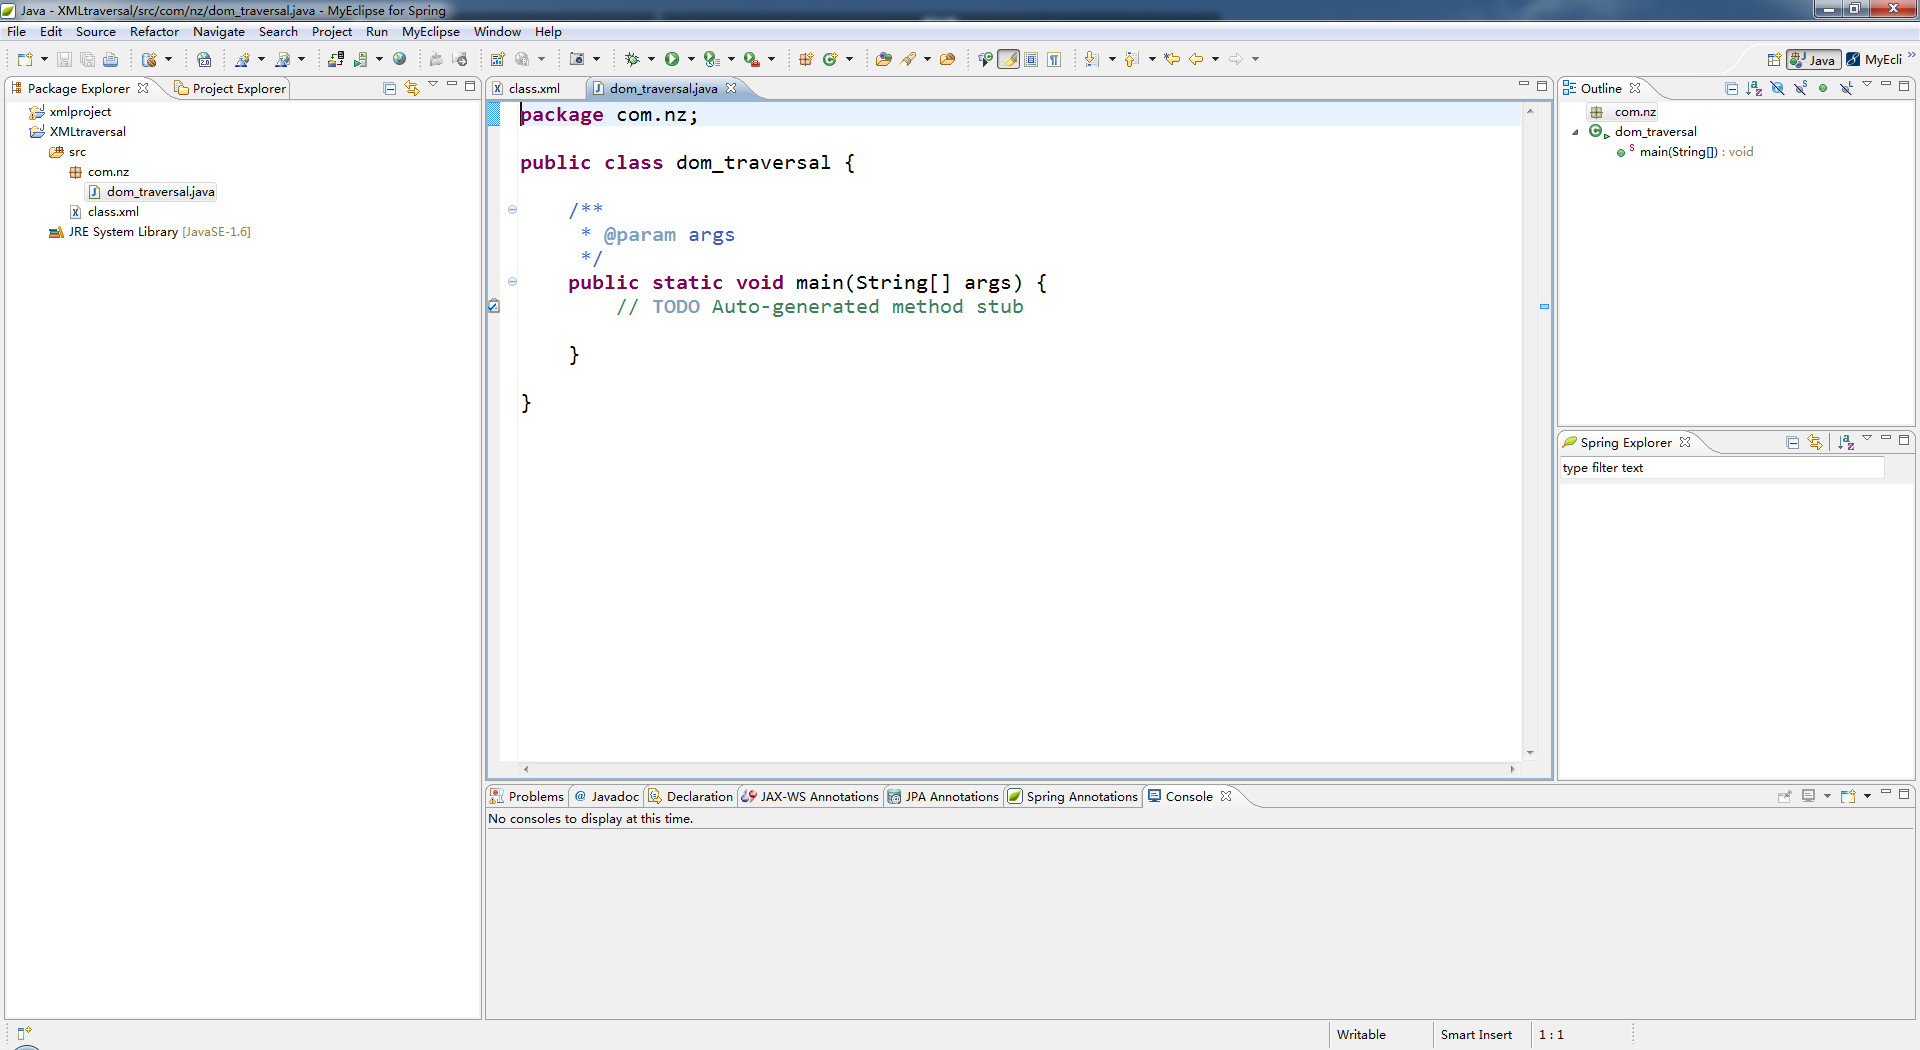 Java - XMLtraversal/src/com/nz/dom_traversal.java - MyEclipse for Spring
File Edit Source Refactor Navigate Search Project Run MyEclipse Window Help
Java MyEcli
Package Explorer Project Explorer
xmlproject
XMLtraversal
src
com.nz
dom_traversal.java
class.xml
JRE System Library [JavaSE-1.6]
class.xml dom_traversal.java
package com.nz;
public class dom_traversal {
/**
* @param args
*/
public static void main(String[] args) {
// TODO Auto-generated method stub
}
}
Outline
com.nz
dom_traversal
main(String[]) : void
Spring Explorer
type filter text
Problems @ Javadoc Declaration JAX-WS Annotations JPA Annotations Spring Annotations Console
No consoles to display at this time.
Writable Smart Insert 1 : 1